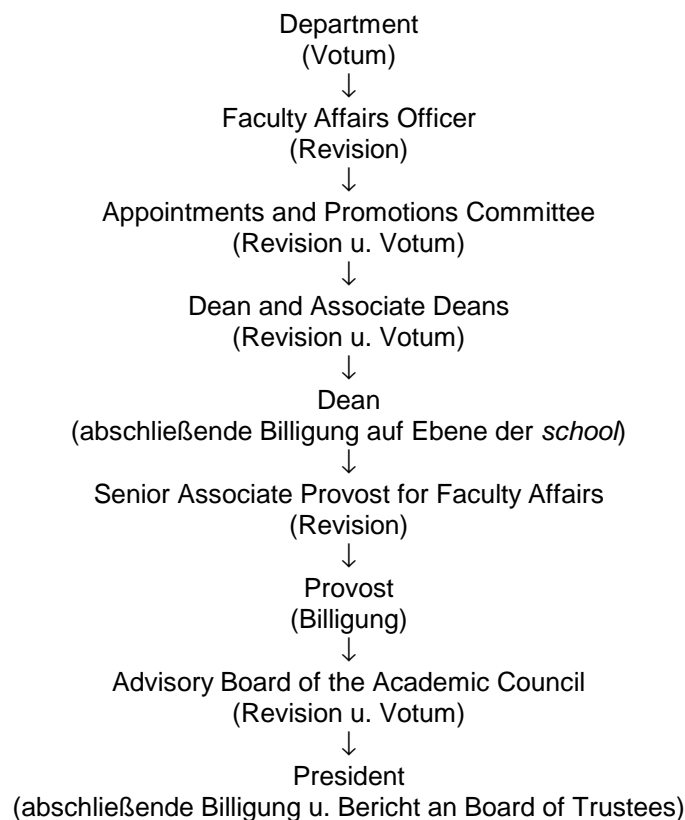 Department
(Votum)
↓
Faculty Affairs Officer
(Revision)
↓
Appointments and Promotions Committee
(Revision u. Votum)
↓
Dean and Associate Deans
(Revision u. Votum)
↓
Dean
(abschließende Billigung auf Ebene der school)
↓
Senior Associate Provost for Faculty Affairs
(Revision)
↓
Provost
(Billigung)
↓
Advisory Board of the Academic Council
(Revision u. Votum)
↓
President
(abschließende Billigung u. Bericht an Board of Trustees)